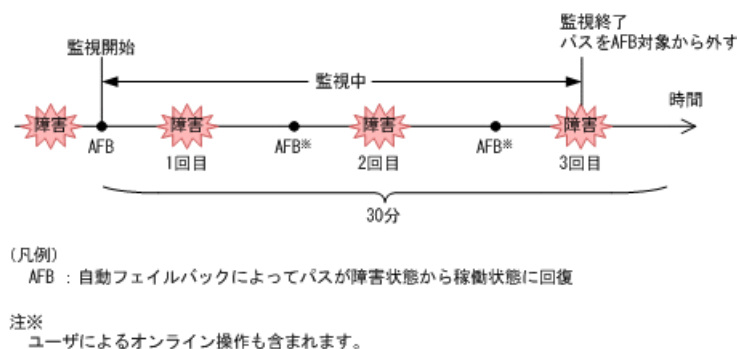 監視終了
パスをAFB対象から外す
監視開始
監視中
時間
障害
障害
障害
障害
AFB
AFB※
AFB※
1回目
2回目
3回目
30分
(凡例)
AFB : 自動フェイルバックによってパスが障害状態から稼働状態に回復
注※
ユーザによるオンライン操作も含まれます。